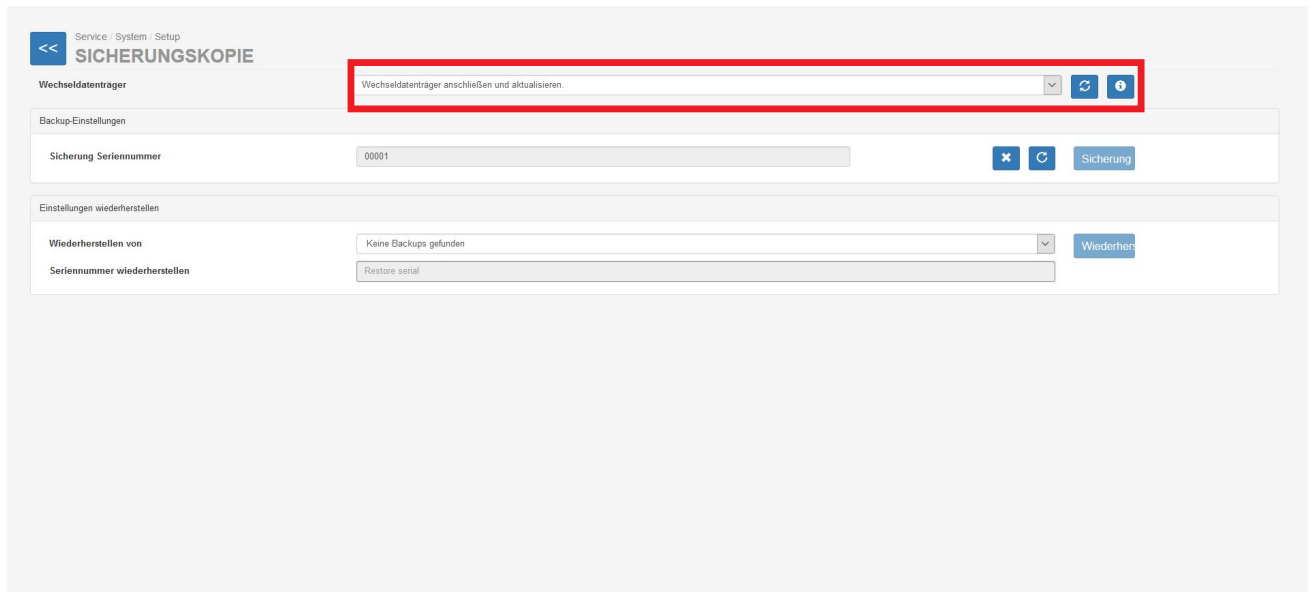 <<
Service / System / Setup
SICHERUNGSKOPIE
Wechseldatenträger
Wechseldatenträger anschließen und aktualisieren.
Backup-Einstellungen
Sicherung Seriennummer
00001
Sicherung
Einstellungen wiederherstellen
Wiederherstellen von
Keine Backups gefunden
Wiederhers
Seriennummer wiederherstellen
Restore serial